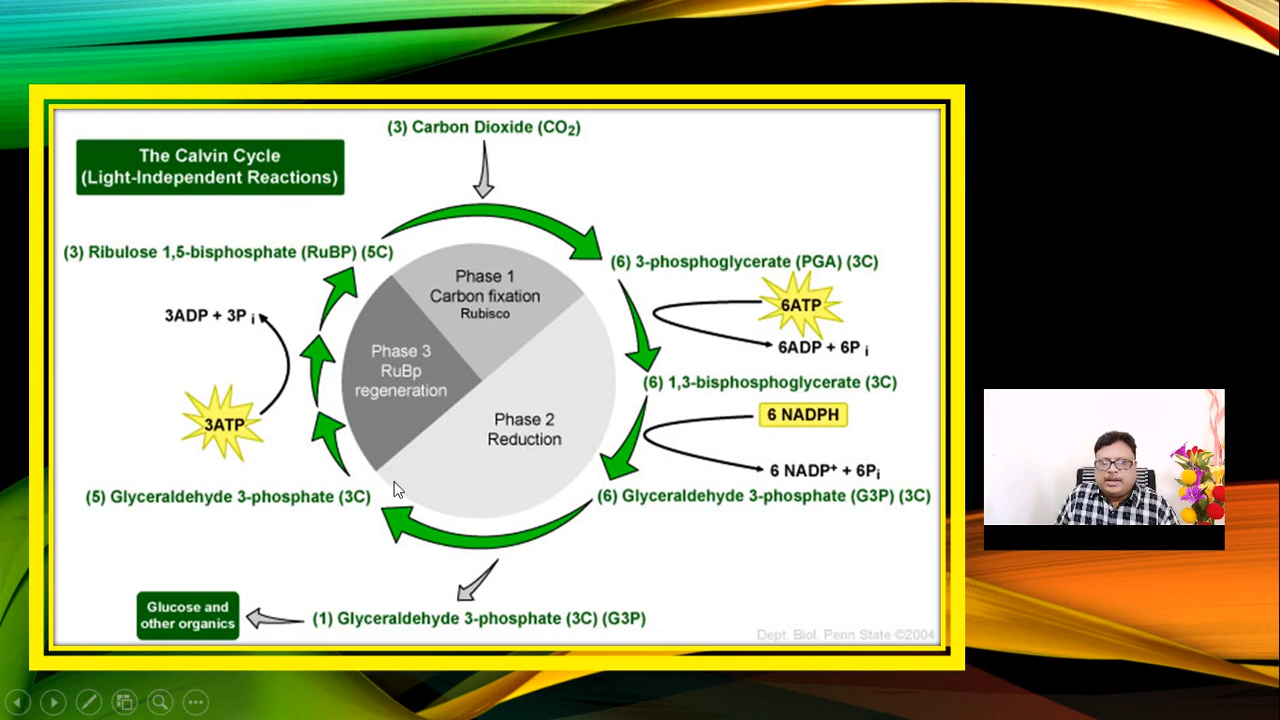 (3) Carbon Dioxide (CO₂)
The Calvin Cycle
(Light-Independent Reactions)
(3) Ribulose 1,5-bisphosphate (RuBP) (5C)
(6) 3-phosphoglycerate (PGA) (3C)
Phase 1
Carbon fixation
Rubisco
6ATP
6ADP + 6P i
3ADP + 3P i
3ATP
Phase 3
RuBp
regeneration
(6) 1,3-bisphosphoglycerate (3C)
6 NADPH
Phase 2
Reduction
6 NADP⁺ + 6Pi
(5) Glyceraldehyde 3-phosphate (3C)
(6) Glyceraldehyde 3-phosphate (G3P) (3C)
Glucose and
other organics
(1) Glyceraldehyde 3-phosphate (3C) (G3P)
Dept. Biol. Penn State ©2004